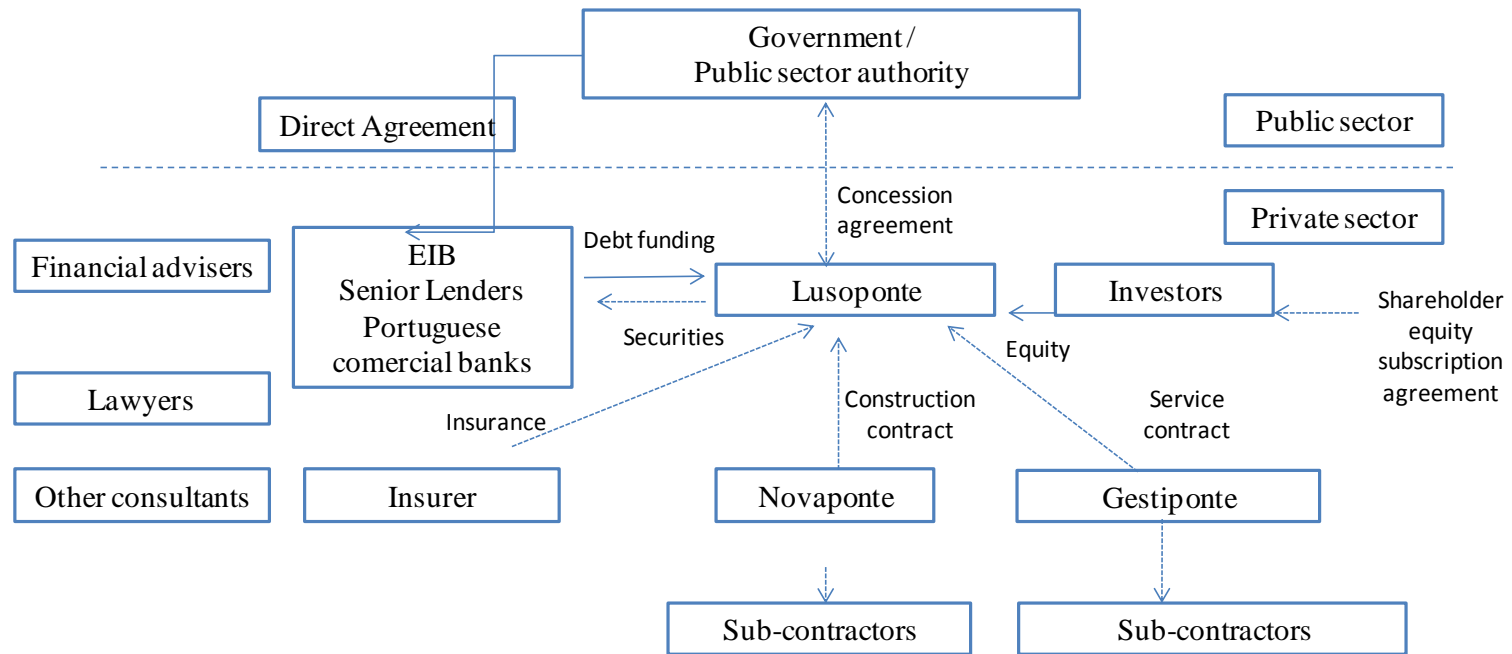 Government /
Public sector authority
Direct Agreement
Public sector
Concession
agreement
Private sector
Financial advisers
EIB
Senior Lenders
Portuguese
comercial banks
Debt funding
Securities
Lusoponte
Investors
Equity
Shareholder
equity
subscription
agreement
Lawyers
Insurance
Construction
contract
Service
contract
Other consultants
Insurer
Novaponte
Gestiponte
Sub-contractors
Sub-contractors